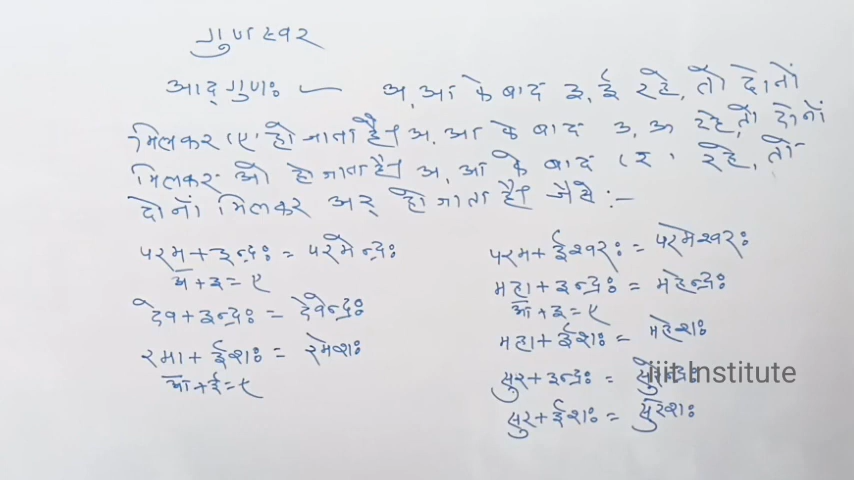 गुण स्वर
आद् गुणः — अ, आ के बाद इ, ई रहे, तो दोनों
मिलकर 'ए' हो जाता है। अ, आ के बाद उ, ऊ रहे, तो दोनों
मिलकर ओ हो जाता है। अ, आ के बाद रहे, तो
दोनों मिलकर अर् हो जाता है। जैसे :-
परम + इन्द्रः = परमेन्द्रः
अ + इ = ए
देव + इन्द्रः = देवेन्द्रः
रमा + ईशः = रमेशः
आ + ई = ए
परम + ईश्वरः = परमेश्वरः
महा + इन्द्रः = महेन्द्रः
आ + इ = ए
महा + ईशः = महेशः
सुर + इन्द्रः = सुरेन्द्रः
सुर + ईशः = सुरेशः
iiit Institute